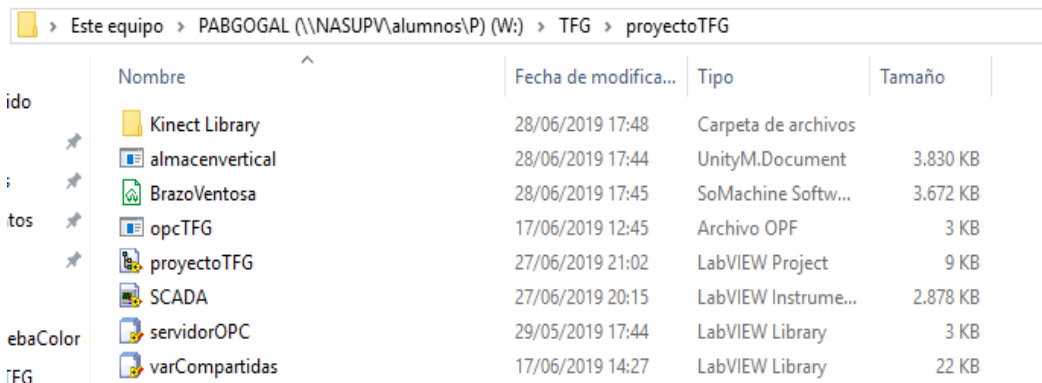 Este equipo > PABGOGAL (\\NASUPV\alumnos\P) (W:) > TFG > proyectoTFG
Nombre Fecha de modifica... Tipo Tamaño
ido
Kinect Library 28/06/2019 17:48 Carpeta de archivos
almacenvertical 28/06/2019 17:44 UnityM.Document 3.830 KB
s
BrazoVentosa 28/06/2019 17:45 SoMachine Softw... 3.672 KB
tos
opcTFG 17/06/2019 12:45 Archivo OPF 3 KB
proyectoTFG 27/06/2019 21:02 LabVIEW Project 9 KB
SCADA 27/06/2019 20:15 LabVIEW Instrume... 2.878 KB
ebaColor
servidorOPC 29/05/2019 17:44 LabVIEW Library 3 KB
TFG
varCompartidas 17/06/2019 14:27 LabVIEW Library 22 KB